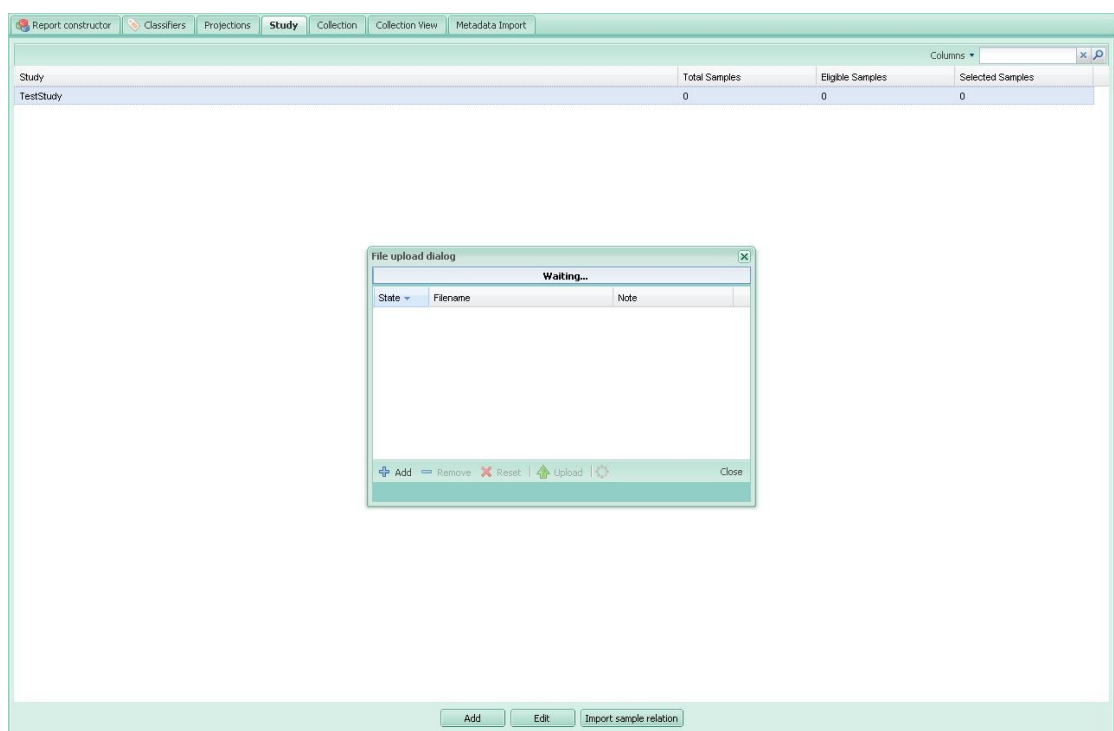 Report constructor Classifiers Projections Study Collection Collection View Metadata Import
Columns
Study Total Samples Eligible Samples Selected Samples
TestStudy 0 0 0
File upload dialog
Waiting...
State Filename Note
Add Remove Reset Upload Close
Add Edit Import sample relation